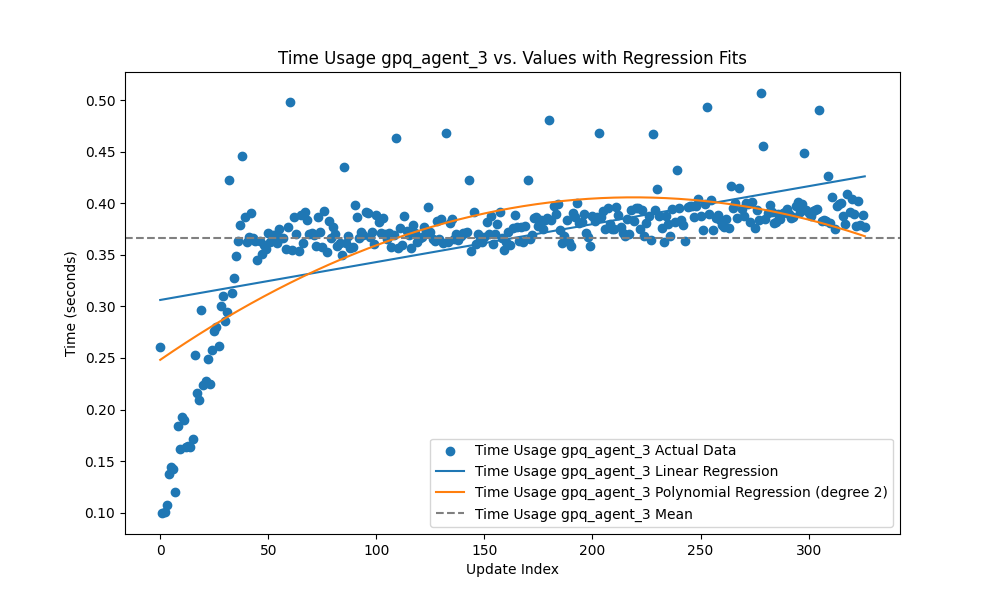 Time Usage gpq_agent_3 vs. Values with Regression Fits
0.50
0.45
0.40
0.35
0.30
0.25
0.20
0.15
0.10
Time (seconds)
Time Usage gpq_agent_3 Actual Data
Time Usage gpq_agent_3 Linear Regression
Time Usage gpq_agent_3 Polynomial Regression (degree 2)
Time Usage gpq_agent_3 Mean
0 50 100 150 200 250 300
Update Index